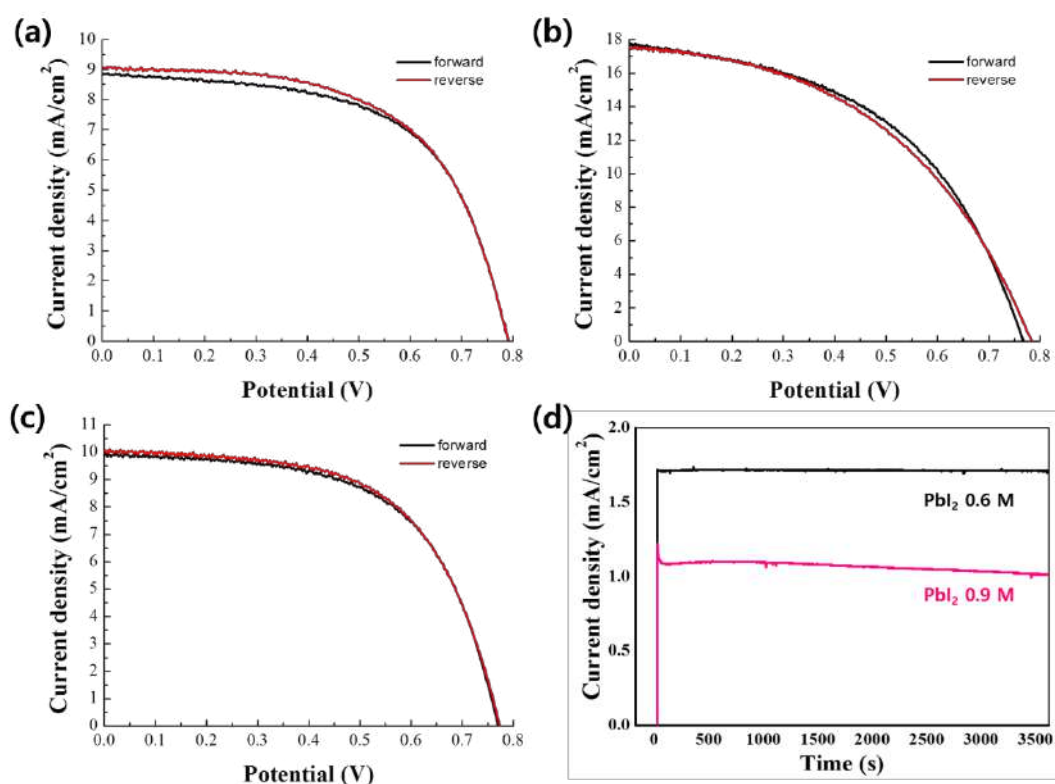 (a)
10
9
8
7
6
5
4
3
2
1
0
Current density (mA/cm²)
forward
reverse
0.0 0.1 0.2 0.3 0.4 0.5 0.6 0.7 0.8
Potential (V)
(b)
18
16
14
12
10
8
6
4
2
0
Current density (mA/cm²)
forward
reverse
0.0 0.1 0.2 0.3 0.4 0.5 0.6 0.7 0.8
Potential (V)
(c)
11
10
9
8
7
6
5
4
3
2
1
0
Current density (mA/cm²)
forward
reverse
0.0 0.1 0.2 0.3 0.4 0.5 0.6 0.7 0.8
Potential (V)
(d)
2.0
1.5
1.0
0.5
0.0
Current density (mA/cm²)
PbI₂ 0.6 M
PbI₂ 0.9 M
0 500 1000 1500 2000 2500 3000 3500
Time (s)